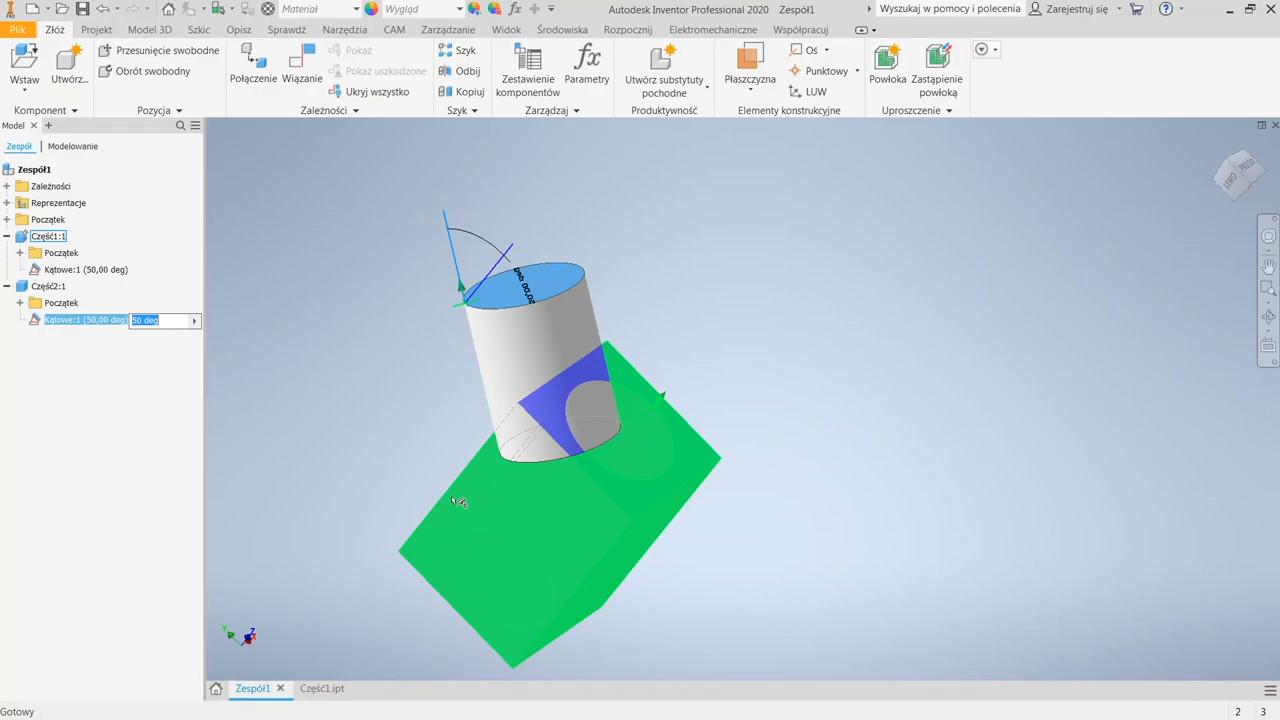 Materiał
Wygląd
Autodesk Inventor Professional 2020 Zespół1
Wyszukaj w pomocy i polecenia
Zarejestruj się
PRO
Plik
Złóż
Projekt
Model 3D
Szkic
Opisz
Sprawdź
Narzędzia
CAM
Zarządzanie
Widok
Środowiska
Rozpocznij
Elektromechaniczne
Współpracuj
Wstaw
Utwórz...
Przesunięcie swobodne
Obrót swobodny
Połączenie
Wiązanie
Pokaż
Pokaż uszkodzone
Ukryj wszystko
Szyk
Odbij
Kopiuj
Zestawienie komponentów
Parametry
Utwórz substytuty pochodne
Płaszczyzna
Oś
Punktowy
LUW
Powłoka
Zastąpienie powłoką
Komponent
Pozycja
Zależności
Szyk
Zarządzaj
Produktywność
Elementy konstrukcyjne
Uproszczenie
Model
Zespół
Modelowanie
Zespół1
Zależności
Reprezentacje
Początek
Część1:1
Początek
Kątowe:1 (50,00 deg)
Część2:1
Początek
Kątowe:1 (50,00 deg) 50 deg
50,00 deg
LEWO
Y
Z
X
Zespół1
Część1.ipt
Gotowy
2 3